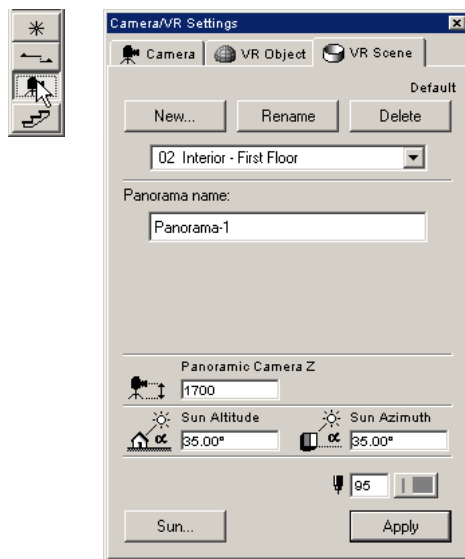 Camera/VR Settings
Camera VR Object VR Scene
Default
New... Rename Delete
02 Interior - First Floor
Panorama name:
Panorama-1
Panoramic Camera Z
1700
Sun Altitude Sun Azimuth
α 35.00° α 35.00°
95
Sun... Apply